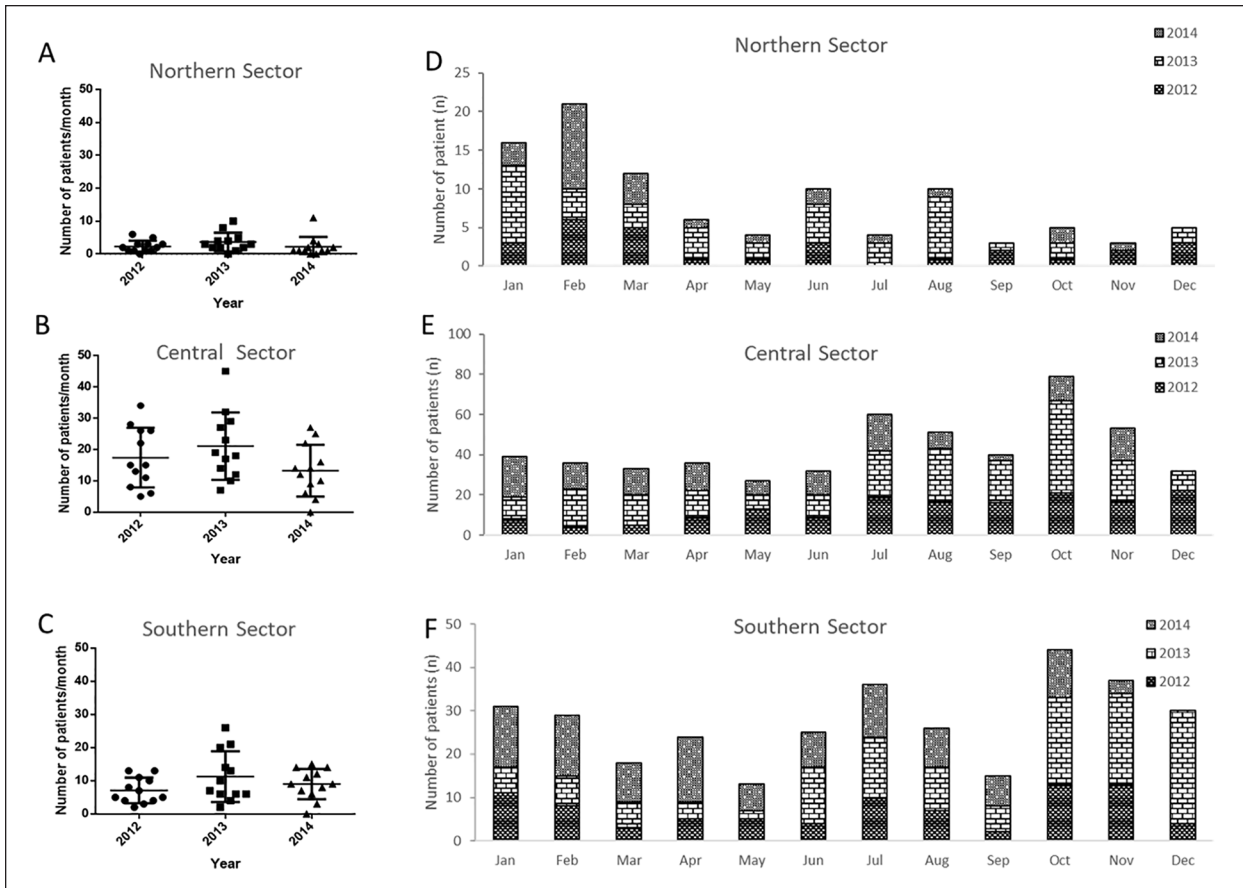 A
Northern Sector
Number of patients/month
50
40
30
20
10
0
2012
2013
2014
Year
D
Northern Sector
2014
2013
2012
Number of patient (n)
25
20
15
10
5
0
Jan Feb Mar Apr May Jun Jul Aug Sep Oct Nov Dec
B
Central Sector
Number of patients/month
50
40
30
20
10
0
2012
2013
2014
Year
E
Central Sector
2014
2013
2012
Number of patients (n)
100
80
60
40
20
0
Jan Feb Mar Apr May Jun Jul Aug Sep Oct Nor Dec
C
Southern Sector
Number of patients/month
50
40
30
20
10
0
2012
2013
2014
Year
F
Southern Sector
2014
2013
2012
Number of patients (n)
50
40
30
20
10
0
Jan Feb Mar Apr May Jun Jul Aug Sep Oct Nov Dec